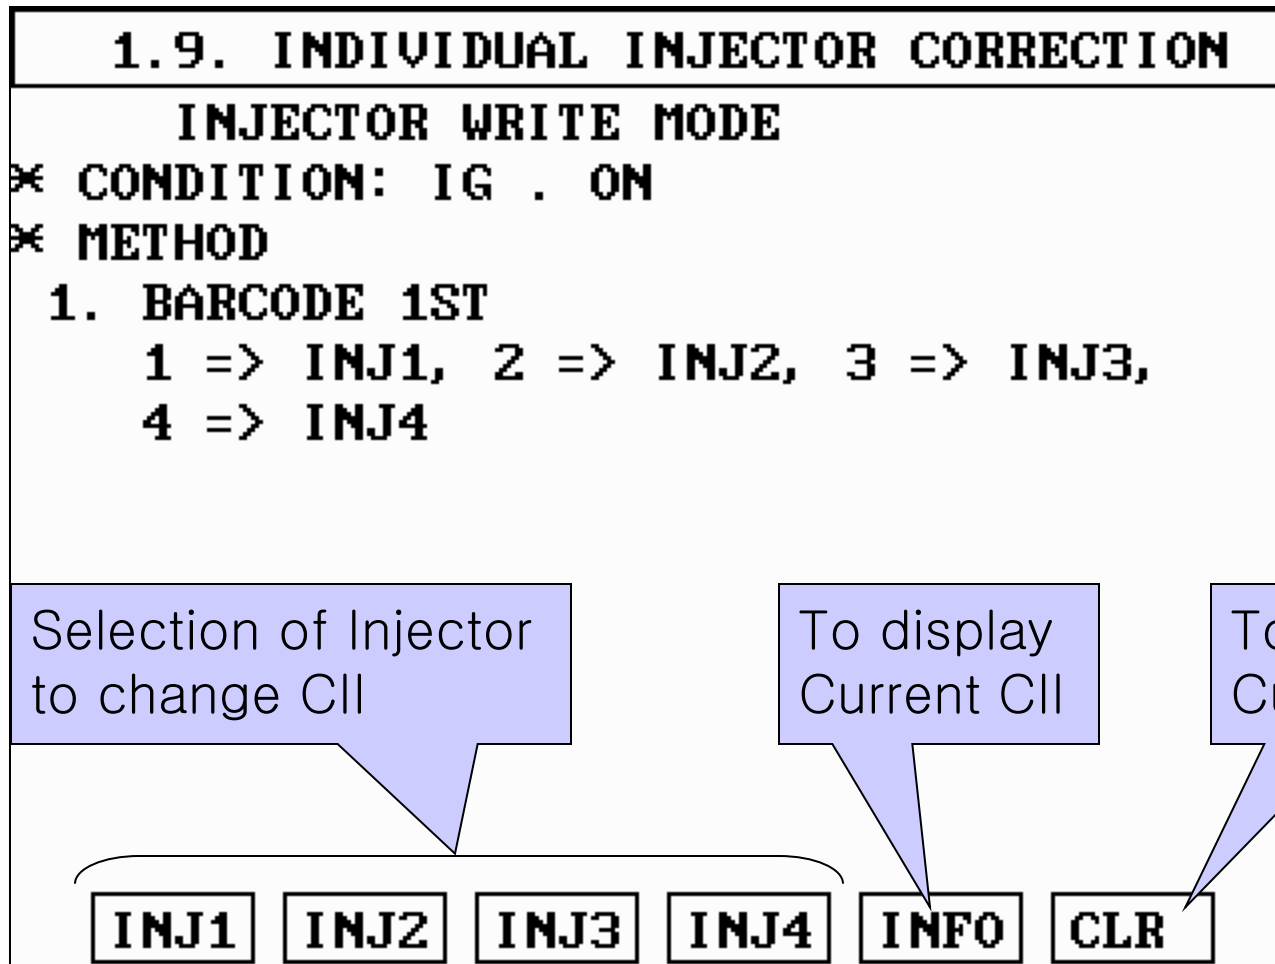 1.9. INDIVIDUAL INJECTOR CORRECTION
INJECTOR WRITE MODE
* CONDITION: IG . ON
* METHOD
1. BARCODE 1ST
1 => INJ1, 2 => INJ2, 3 => INJ3,
4 => INJ4
Selection of Injector
to change CII
To display
Current CII
INJ1 INJ2 INJ3 INJ4 INFO CLR